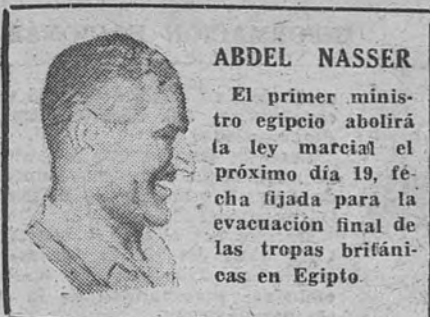 ABDEL NASSER
El primer minis-
tro egipcio abolirá
la ley marcial el
próximo día 19, fé-
cha fijada para la
evacuación final de
las tropas británi-
cas en Egipto.